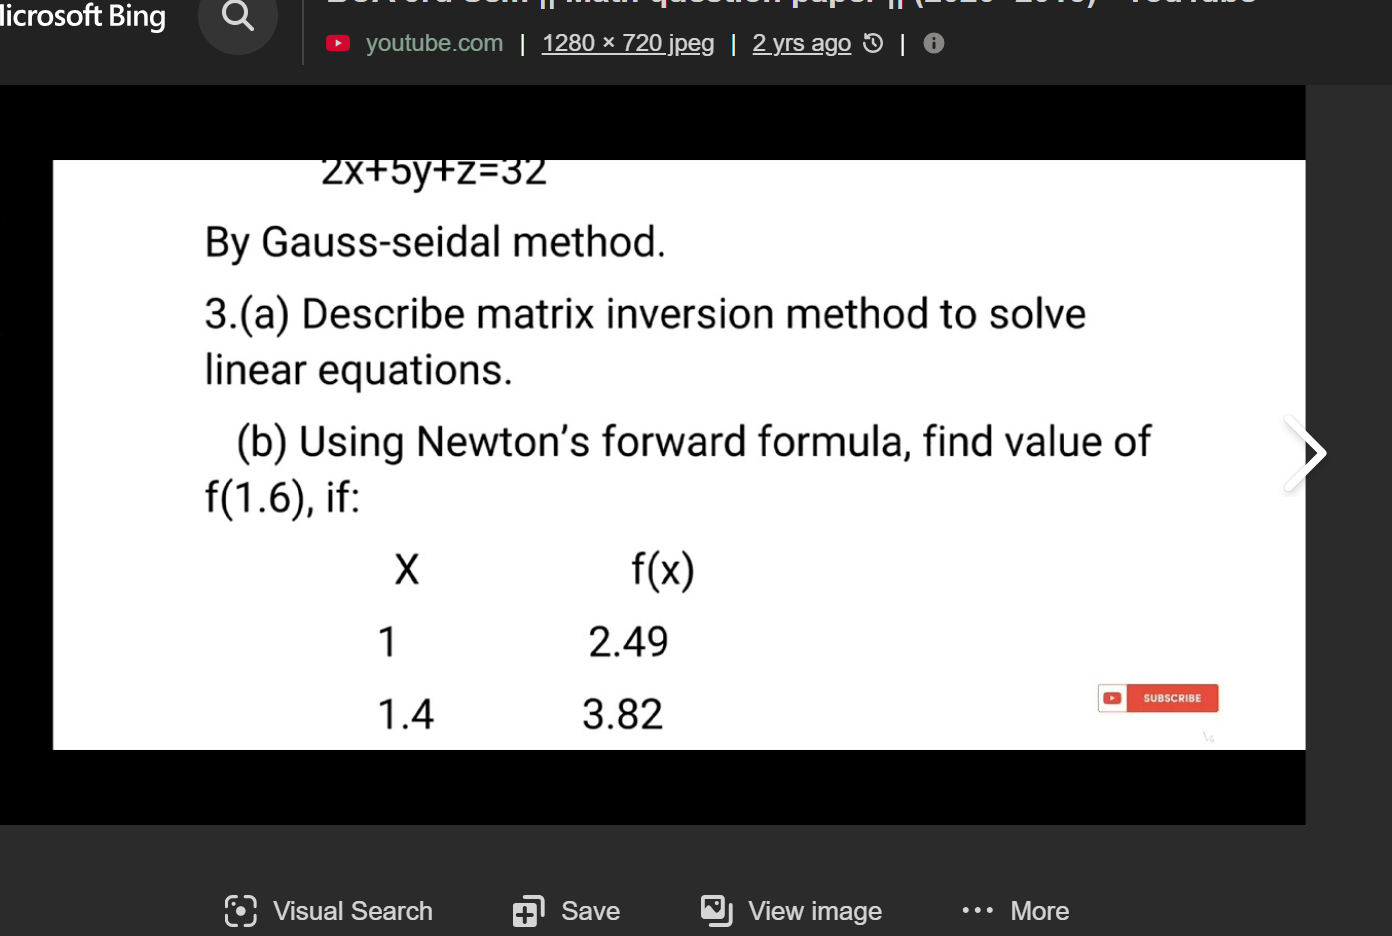 Microsoft Bing
youtube.com | 1280 × 720 jpeg | 2 yrs ago |
2x+5y+z=32
By Gauss-seidal method.
3.(a) Describe matrix inversion method to solve
linear equations.
(b) Using Newton's forward formula, find value of
f(1.6), if:
X f(x)
1 2.49
1.4 3.82
SUBSCRIBE
Visual Search Save View image More